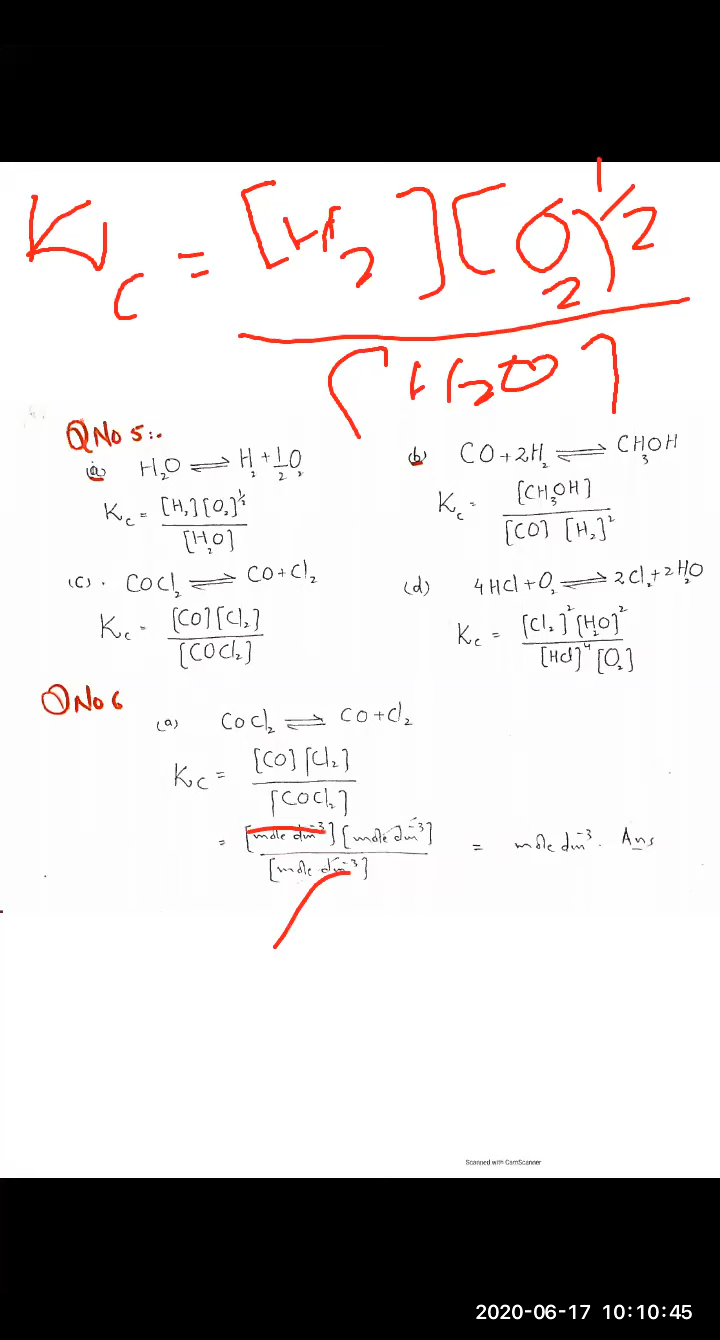 Kc = [H2] [O2)^1/2
[H2O]
Q No 5:-
(a) H2O ⇌ H2 + 1/2 O2
Kc = [H2] [O2]^1/2
[H2O]
(b) CO + 2H2 ⇌ CH3OH
Kc = [CH3OH]
[CO] [H2]^2
(c). COCl2 ⇌ CO + Cl2
Kc = [CO] [Cl2]
[COCl2]
(d) 4HCl + O2 ⇌ 2Cl2 + 2H2O
Kc = [Cl2]^2 [H2O]^2
[HCl]^4 [O2]
Q No 6
(a) COCl2 ⇌ CO + Cl2
Kc = [CO] [Cl2]
[COCl2]
= [mole dm^-3] [mole dm^-3] = mole dm^-3. Ans
[mole dm^-3]
Scanned with CamScanner
2020-06-17 10:10:45